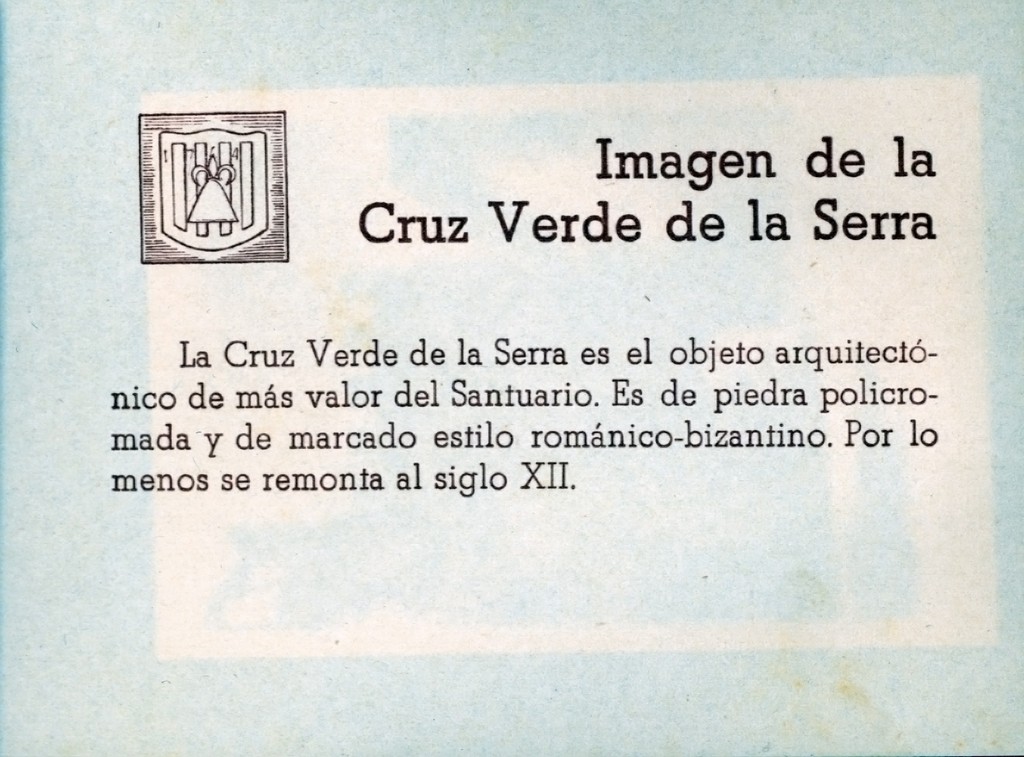 Imagen de la
Cruz Verde de la Serra
La Cruz Verde de la Serra es el objeto arquitectó-
nico de más valor del Santuario. Es de piedra policro-
mada y de marcado estilo románico-bizantino. Por lo
menos se remonta al siglo XII.